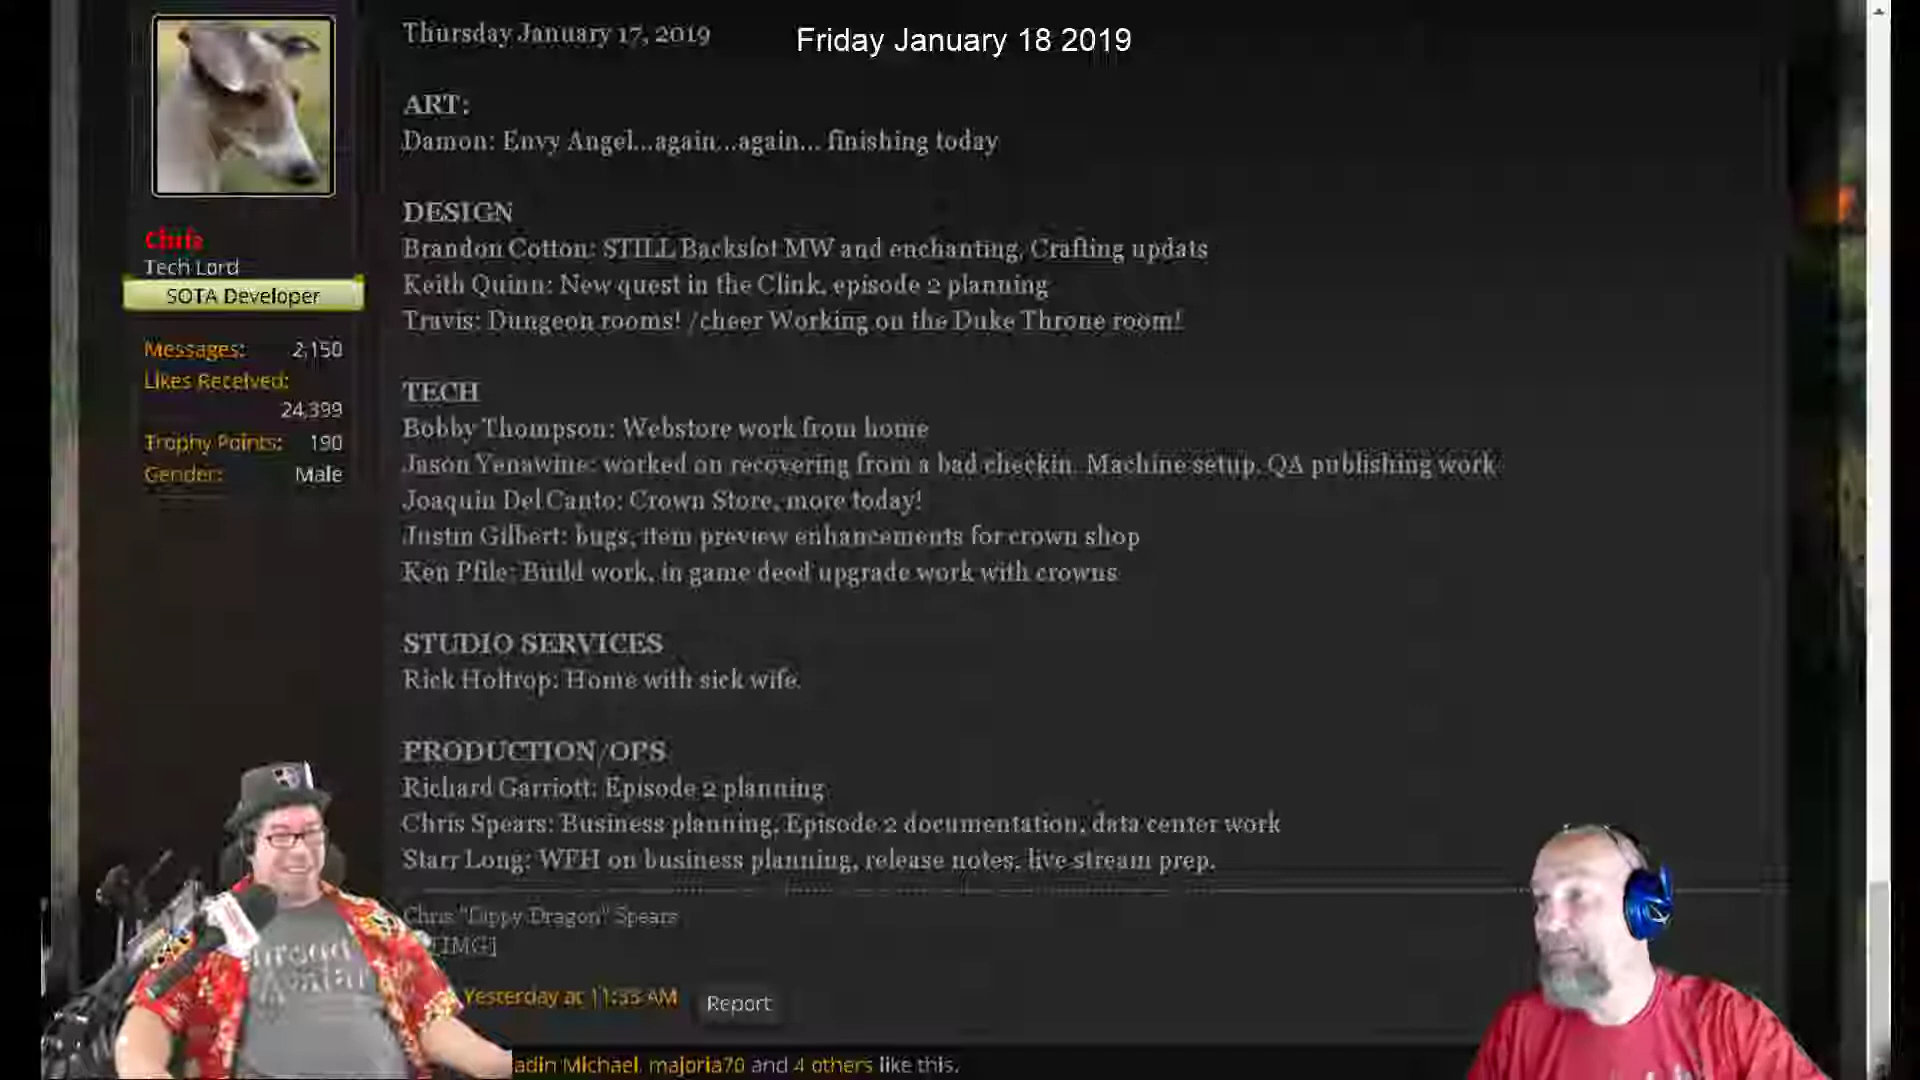 Thursday January 17, 2019
Friday January 18 2019
ART:
Damon: Envy Angel...again...again... finishing today
DESIGN
Brandon Cotton: STILL Backslot MW and enchanting, Crafting updats
Keith Quinn: New quest in the Clink, episode 2 planning
Travis: Dungeon rooms! /cheer Working on the Duke Throne room!
TECH
Bobby Thompson: Webstore work from home
Jason Yenawine: worked on recovering from a bad checkin. Machine setup, QA publishing work
Joaquin Del Canto: Crown Store, more today!
Justin Gilbert: bugs, item preview enhancements for crown shop
Ken Pfile: Build work, in game deed upgrade work with crowns
STUDIO SERVICES
Rick Holtrop: Home with sick wife.
PRODUCTION/OPS
Richard Garriott: Episode 2 planning
Chris Spears: Business planning, Episode 2 documentation, data center work
Starr Long: WFH on business planning, release notes, live stream prep.
Chris
Tech Lord
SOTA Developer
Messages: 2,150
Likes Received:
24,399
Trophy Points: 190
Gender: Male
Chris "Dippy Dragon" Spears
[IMG]
Yesterday at 11:33 AM
Report
adin Michael, majoria70 and 4 others like this.